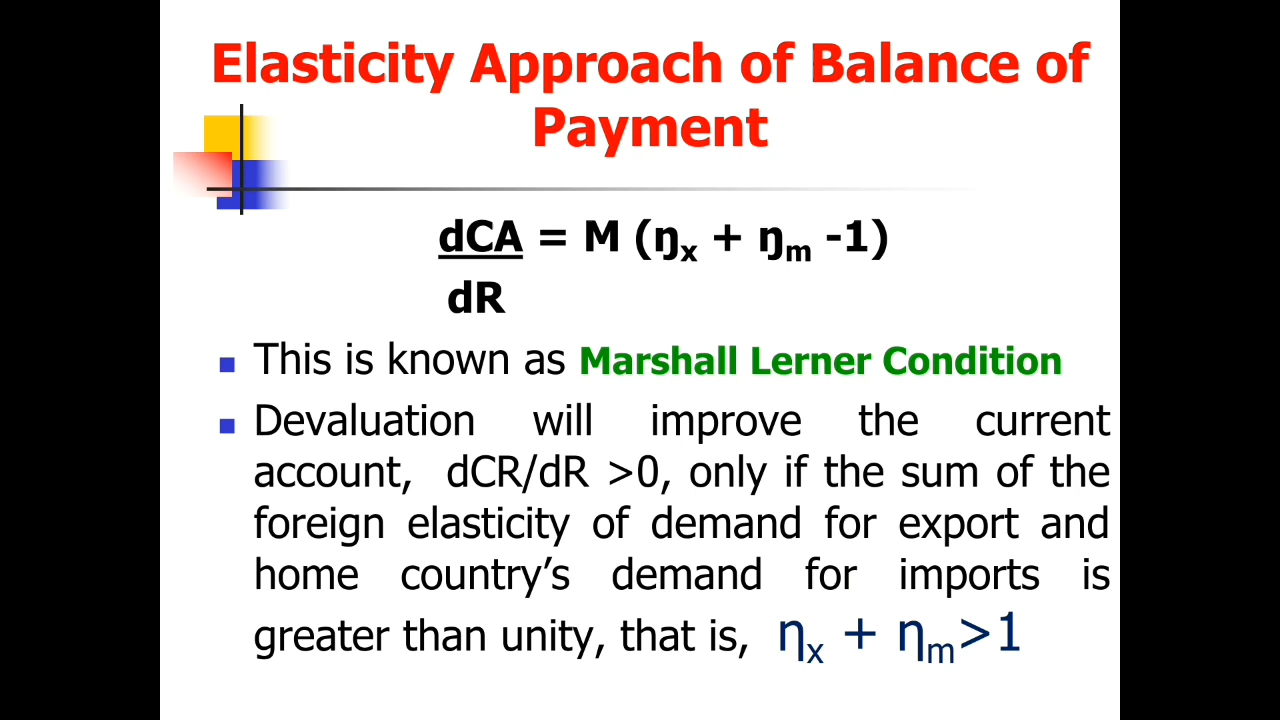 Elasticity Approach of Balance of
Payment
dCA = M (ŋx + ŋm -1)
dR
This is known as Marshall Lerner Condition
Devaluation will improve the current
account, dCR/dR >0, only if the sum of the
foreign elasticity of demand for export and
home country’s demand for imports is
greater than unity, that is, ηx + ηm>1